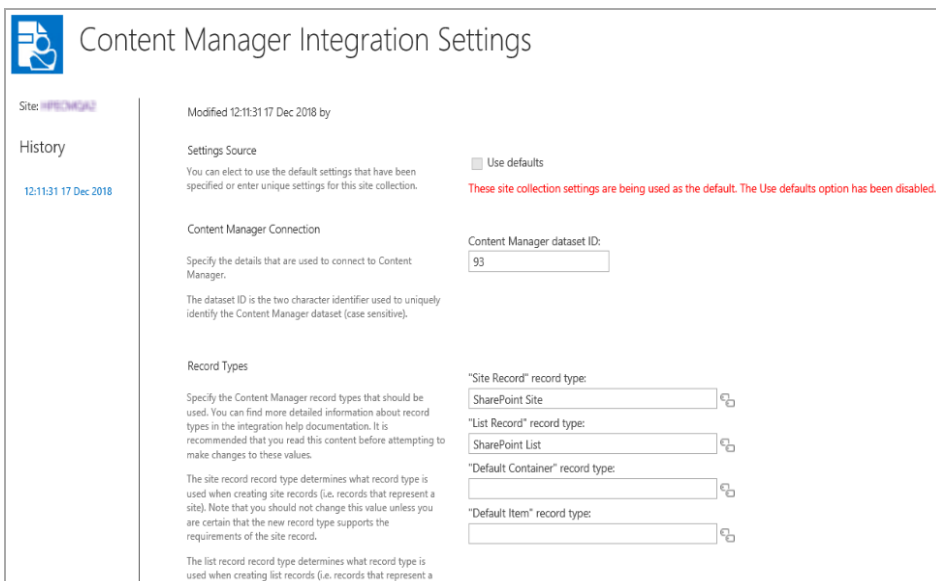 Content Manager Integration Settings
Site:
History
12:11:31 17 Dec 2018
Modified 12:11:31 17 Dec 2018 by
Settings Source
You can elect to use the default settings that have been
specified or enter unique settings for this site collection.
Use defaults
These site collection settings are being used as the default. The Use defaults option has been disabled.
Content Manager Connection
Specify the details that are used to connect to Content
Manager.
The dataset ID is the two character identifier used to uniquely
identify the Content Manager dataset (case sensitive).
Content Manager dataset ID:
93
Record Types
Specify the Content Manager record types that should be
used. You can find more detailed information about record
types in the integration help documentation. It is
recommended that you read this content before attempting to
make changes to these values.
The site record record type determines what record type is
used when creating site records (i.e. records that represent a
site). Note that you should not change this value unless you
are certain that the new record type supports the
requirements of the site record.
The list record record type determines what record type is
used when creating list records (i.e. records that represent a
"Site Record" record type:
SharePoint Site
"List Record" record type:
SharePoint List
"Default Container" record type:
"Default Item" record type: